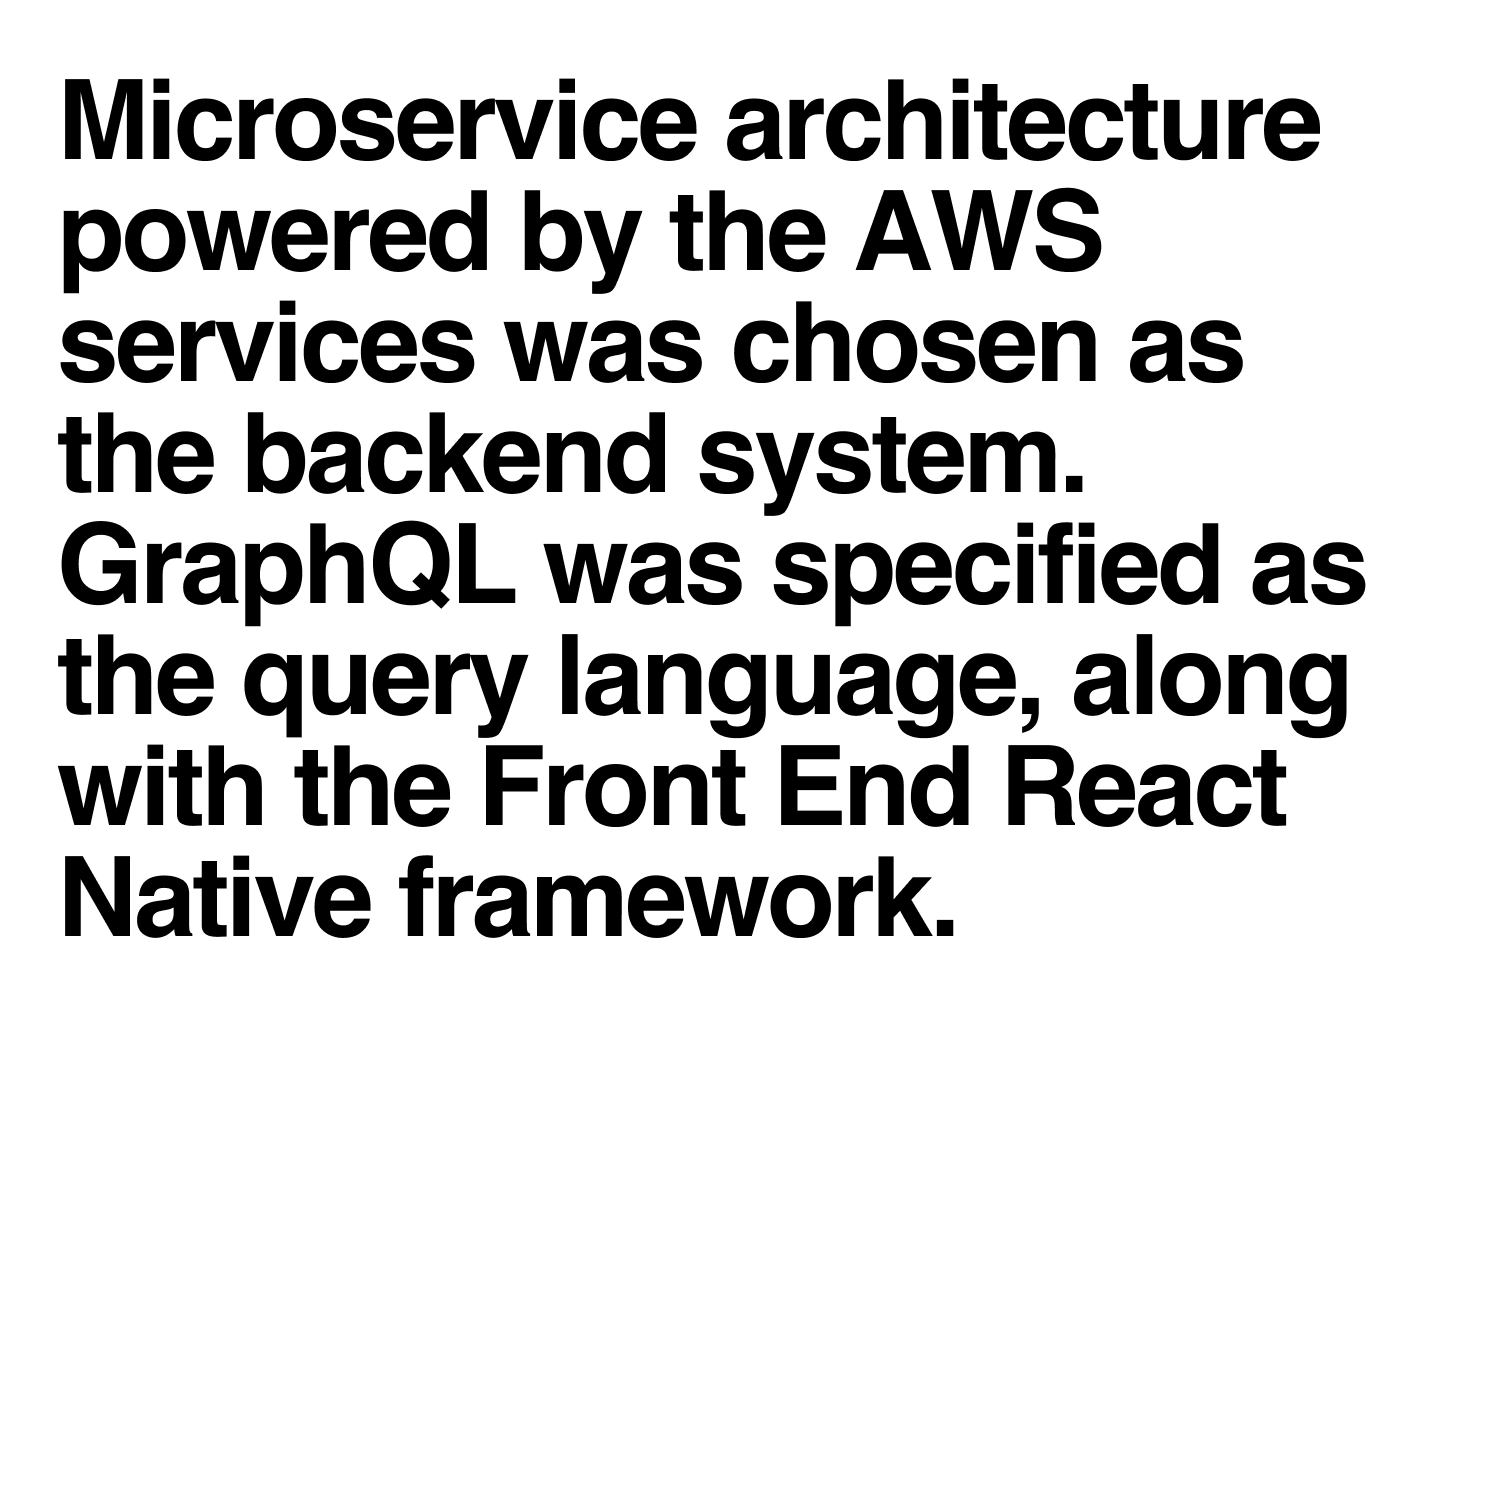 Microservice architecture
powered by the AWS
services was chosen as
the backend system.
GraphQL was specified as
the query language, along
with the Front End React
Native framework.